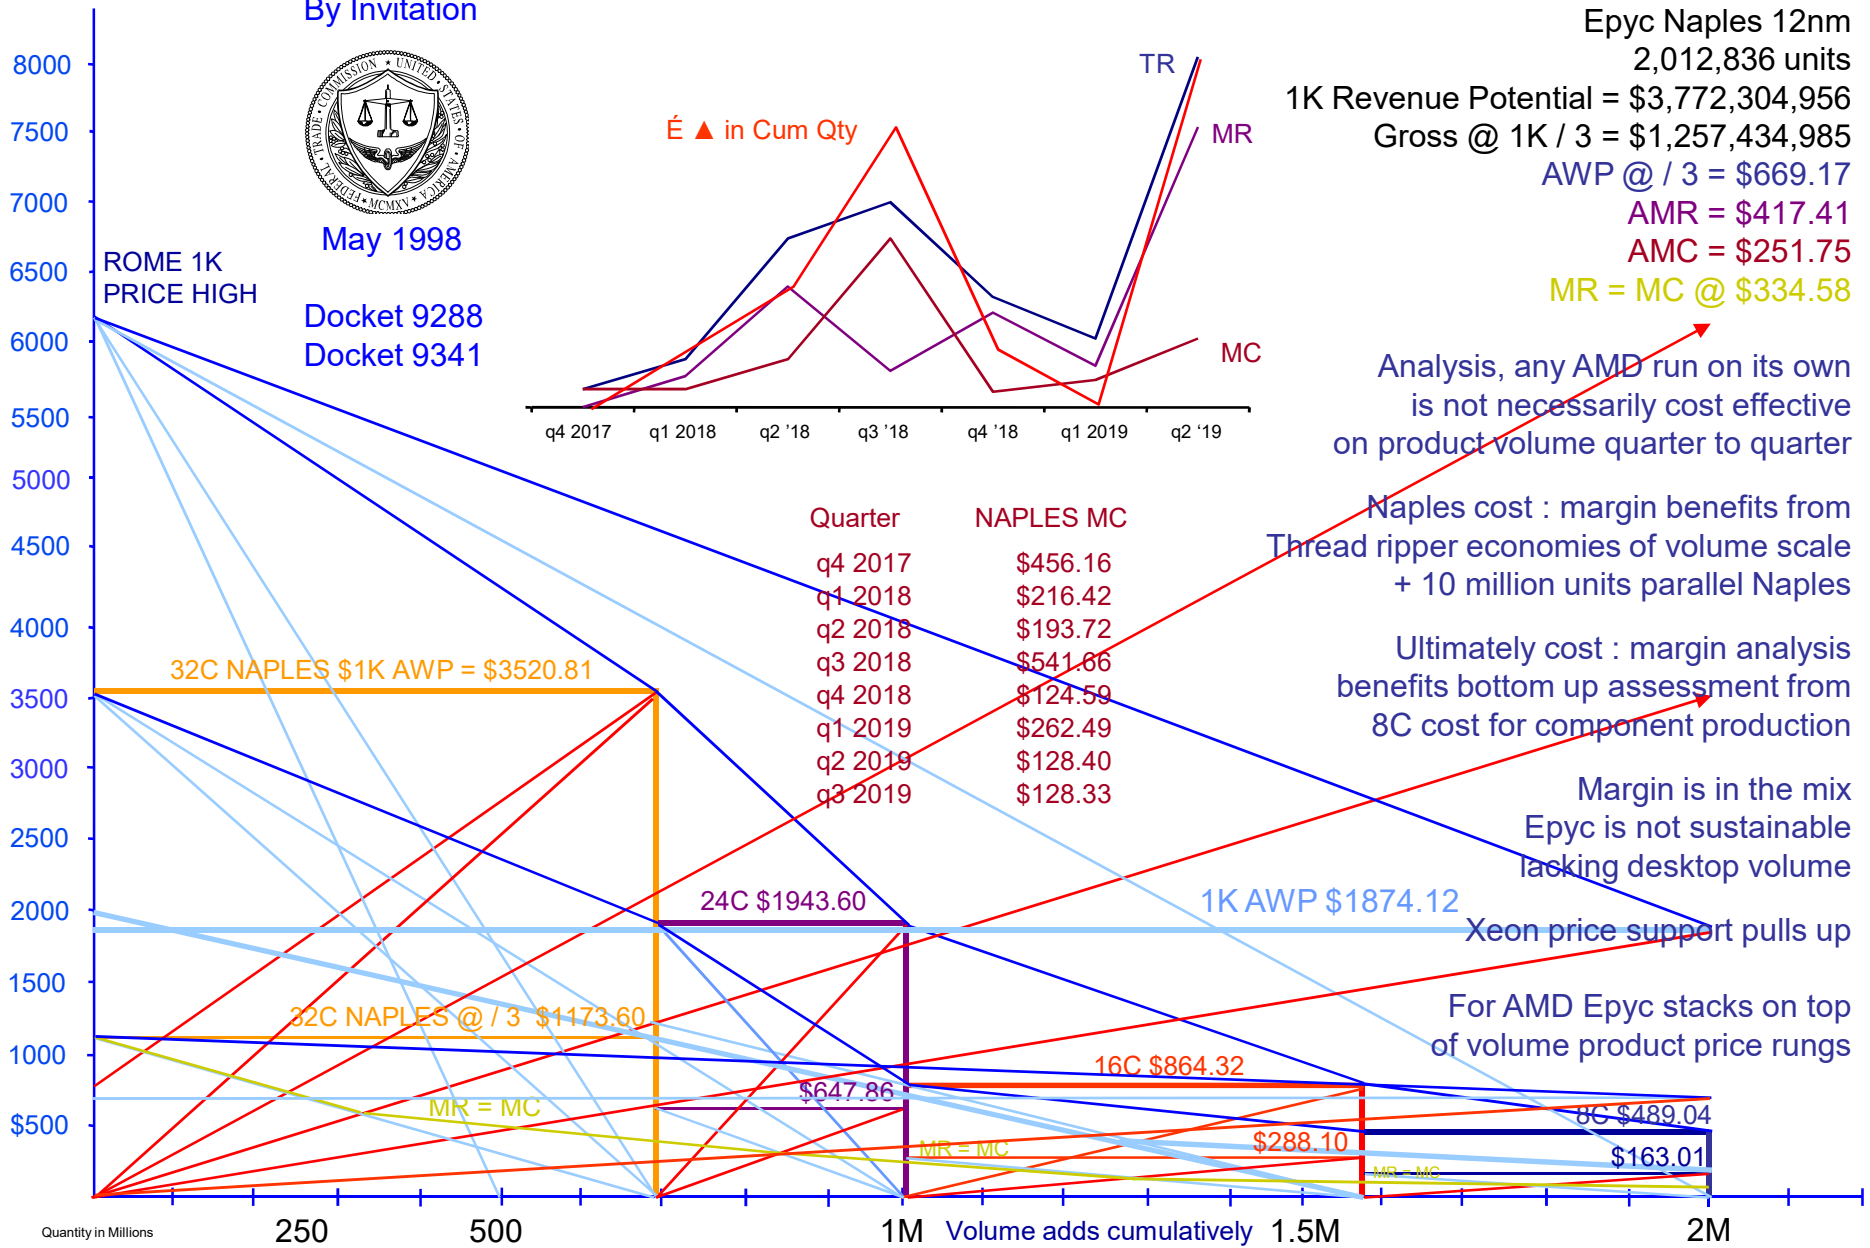 By Invitation
FEDERAL · TRADE · COMMISSION ★ UNITED · STATES · OF · AMERICA
★ MCMXV ★
May 1998
Docket 9288
Docket 9341
8000
7500
7000
6500
6000
5500
5000
4500
4000
3500
3000
2500
2000
1500
1000
$500
ROME 1K
PRICE HIGH
É ▲ in Cum Qty
TR
MR
MC
q4 2017
q1 2018
q2 '18
q3 '18
q4 '18
q1 2019
q2 '19
Epyc Naples 12nm
2,012,836 units
1K Revenue Potential = $3,772,304,956
Gross @ 1K / 3 = $1,257,434,985
AWP @ / 3 = $669.17
AMR = $417.41
AMC = $251.75
MR = MC @ $334.58
Analysis, any AMD run on its own
is not necessarily cost effective
on product volume quarter to quarter
Naples cost : margin benefits from
Thread ripper economies of volume scale
+ 10 million units parallel Naples
Ultimately cost : margin analysis
benefits bottom up assessment from
8C cost for component production
Margin is in the mix
Epyc is not sustainable
lacking desktop volume
Xeon price support pulls up
For AMD Epyc stacks on top
of volume product price rungs
Quarter NAPLES MC
q4 2017 $456.16
q1 2018 $216.42
q2 2018 $193.72
q3 2018 $541.66
q4 2018 $124.59
q1 2019 $262.49
q2 2019 $128.40
q3 2019 $128.33
32C NAPLES $1K AWP = $3520.81
24C $1943.60
1K AWP $1874.12
32C NAPLES @ / 3 $1173.60
16C $864.32
$647.86
MR = MC
8C $489.04
MR = MC
$288.10
$163.01
MR = MC
Quantity in Millions
250
500
1M
Volume adds cumulatively
1.5M
2M